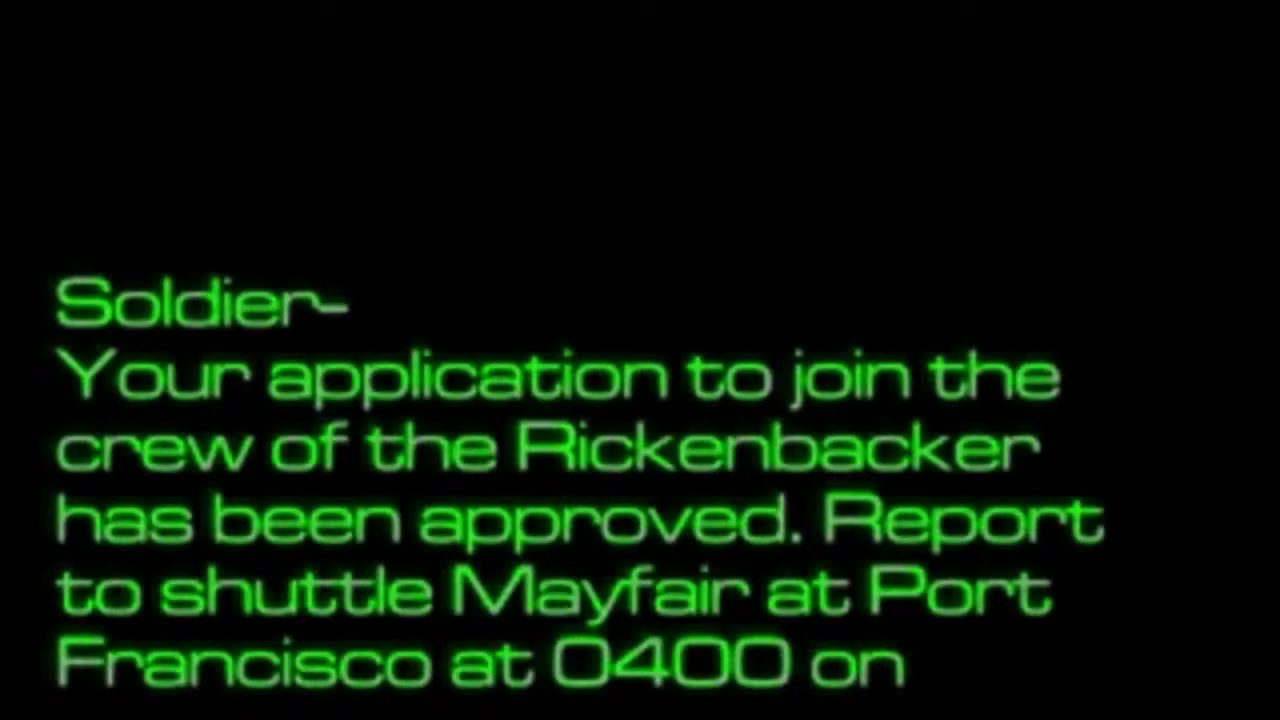 Soldier-
Your application to join the
crew of the Rickenbacker
has been approved. Report
to shuttle Mayfair at Port
Francisco at 0400 on